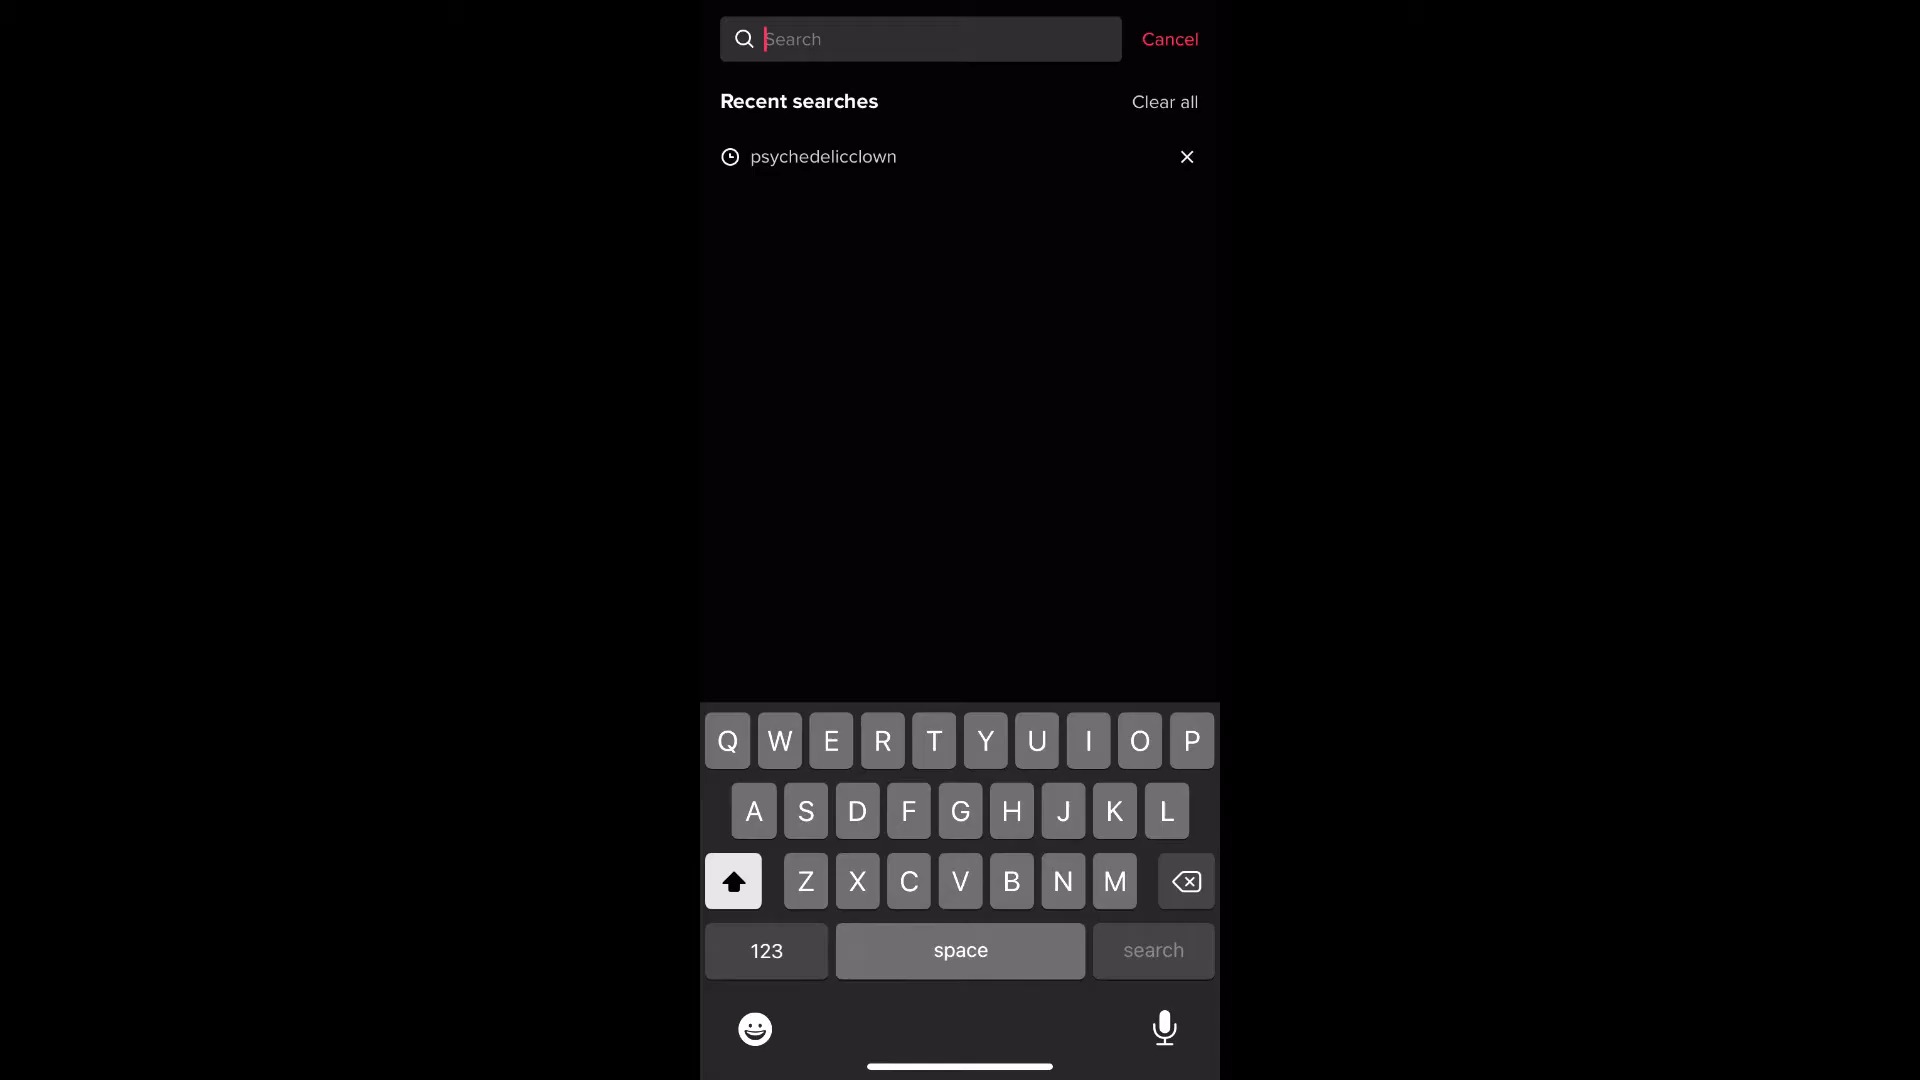 Search
Cancel
Recent searches
Clear all
psychedelicclown
Q W E R T Y U I O P
A S D F G H J K L
Z X C V B N M
123
space
search